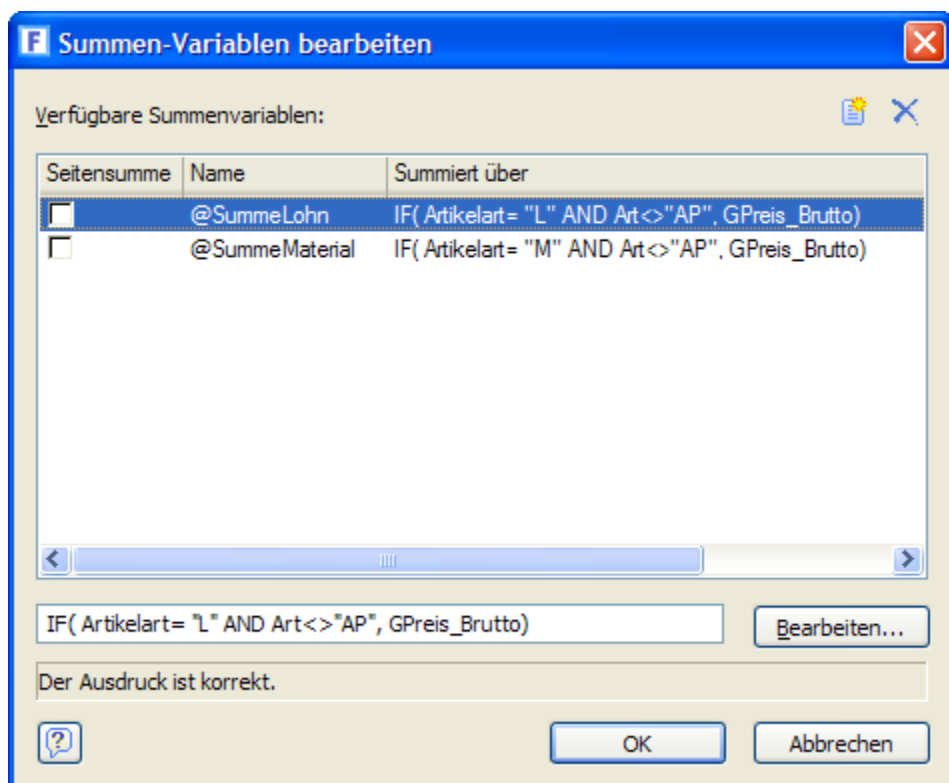 F Summen-Variablen bearbeiten
Verfügbare Summenvariablen:
Seitensumme Name Summiert über
@SummeLohn IF( Artikelart= "L" AND Art<>"AP", GPreis_Brutto)
@SummeMaterial IF( Artikelart= "M" AND Art<>"AP", GPreis_Brutto)
IF( Artikelart= "L" AND Art<>"AP", GPreis_Brutto) Bearbeiten...
Der Ausdruck ist korrekt.
? OK Abbrechen